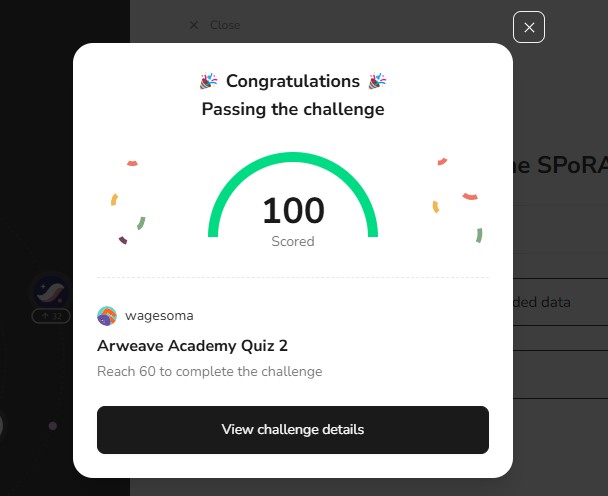 Close
Congratulations
Passing the challenge
ne SPoRA
100
Scored
ded data
x2
wagesoma
Arweave Academy Quiz 2
Reach 60 to complete the challenge
View challenge details